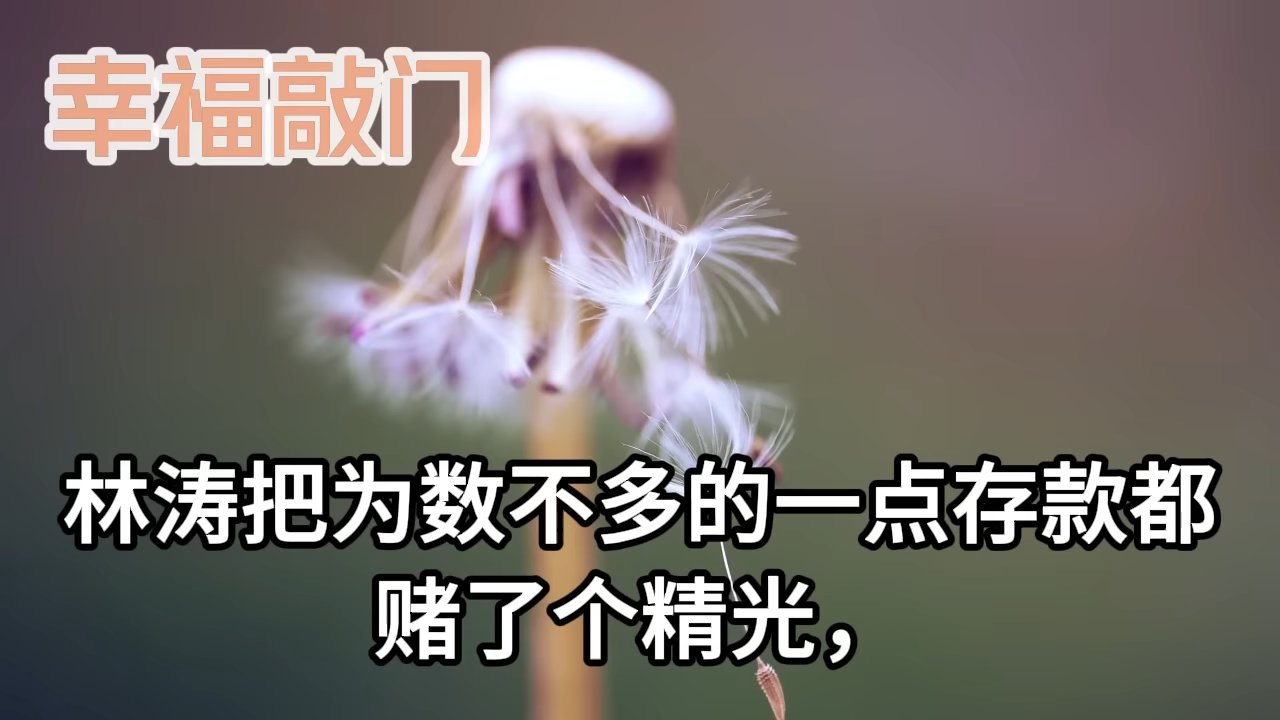 幸福敲门
林涛把为数不多的一点存款都
赌了个精光，